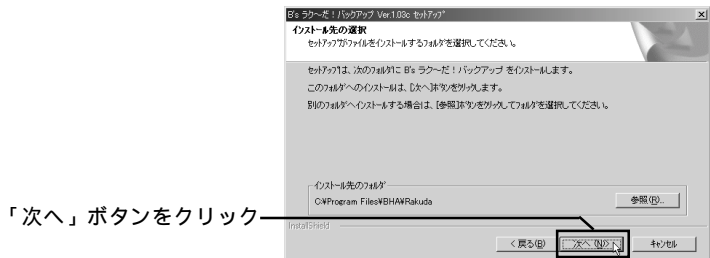 B's らく〜だ！バックアップ Ver.1.03c セットアップ
インストール先の選択
セットアップがファイルをインストールするフォルダを選択してください。
セットアップは、次のフォルダに B's らく〜だ！バックアップ をインストールします。
このフォルダへのインストールは、[次へ]ボタンをクリックします。
別のフォルダへインストールする場合は、[参照]ボタンをクリックしてフォルダを選択してください。
インストール先のフォルダ
C:¥Program Files¥BHA¥Rakuda
参照(R)...
「次へ」ボタンをクリック
InstallShield
< 戻る(B)
次へ (N)>
キャンセル